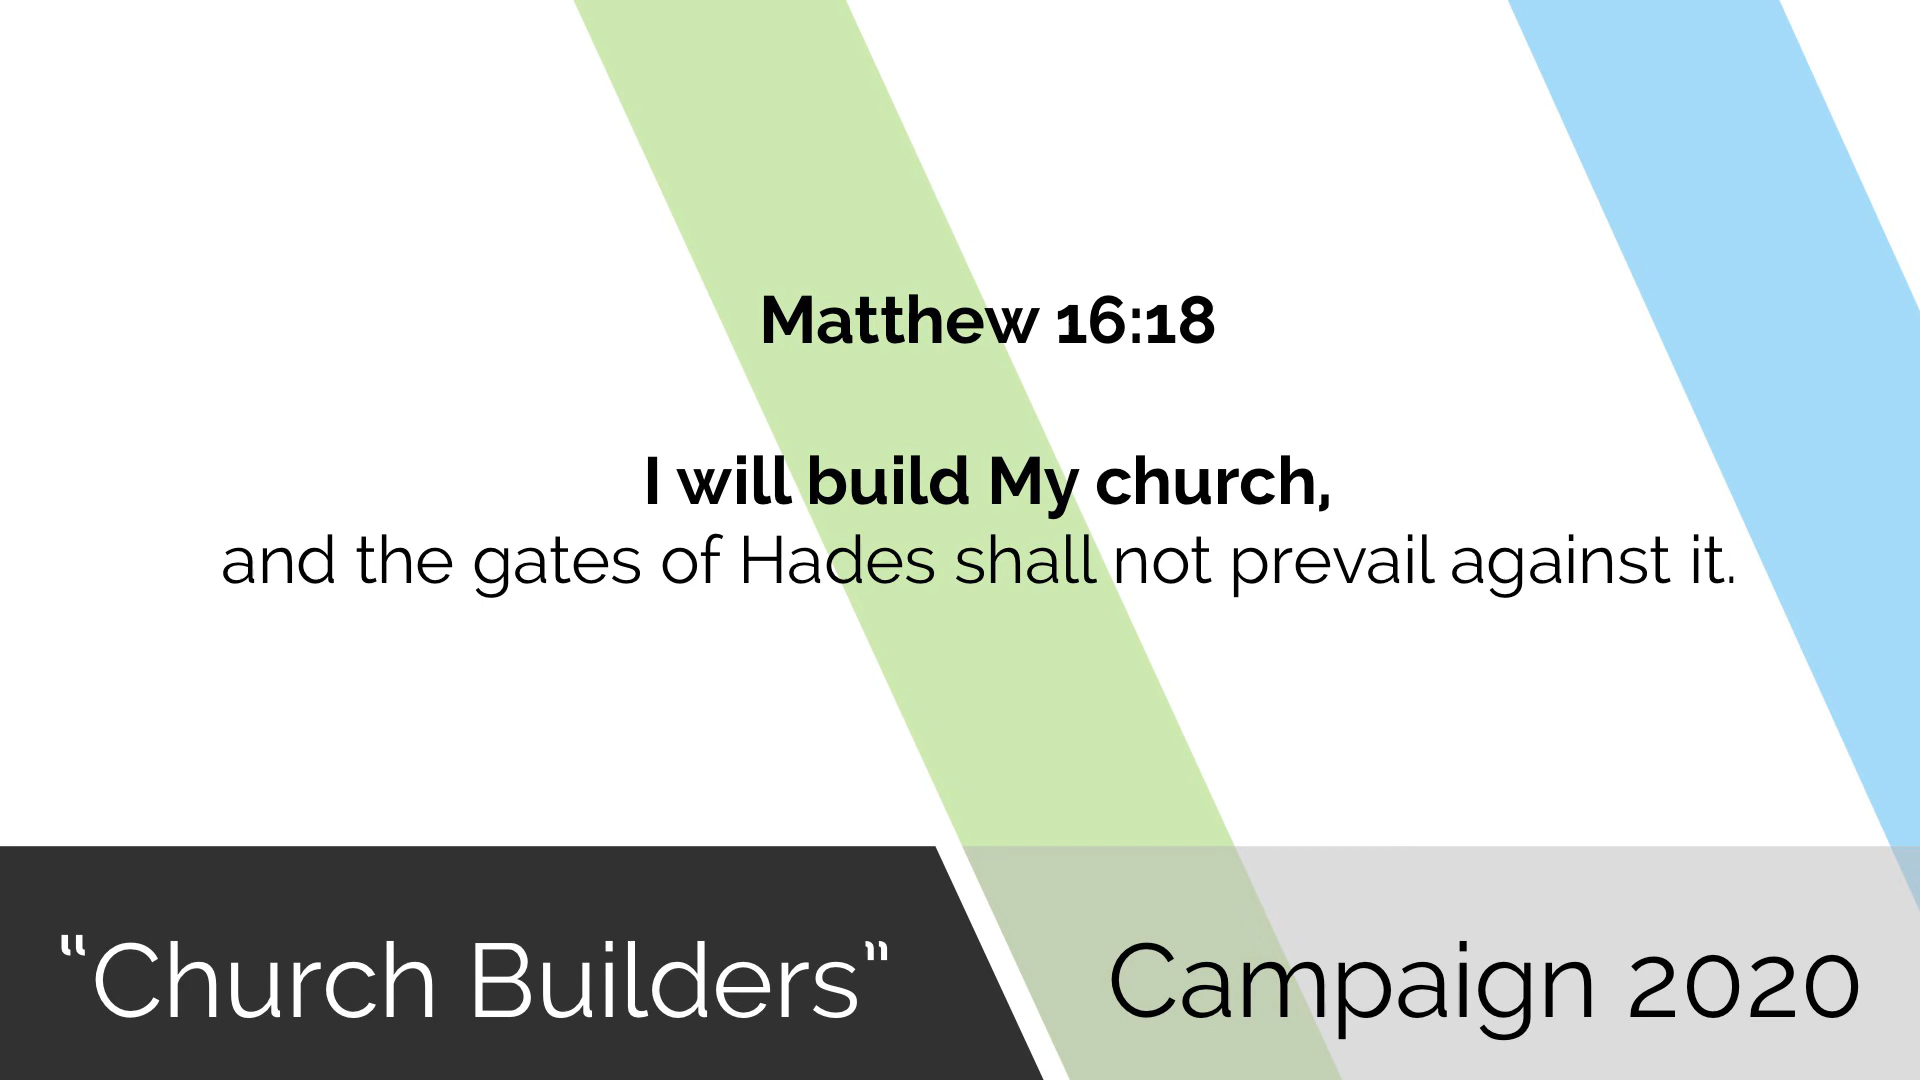 Matthew 16:18
I will build My church,
and the gates of Hades shall not prevail against it.
“Church Builders” Campaign 2020